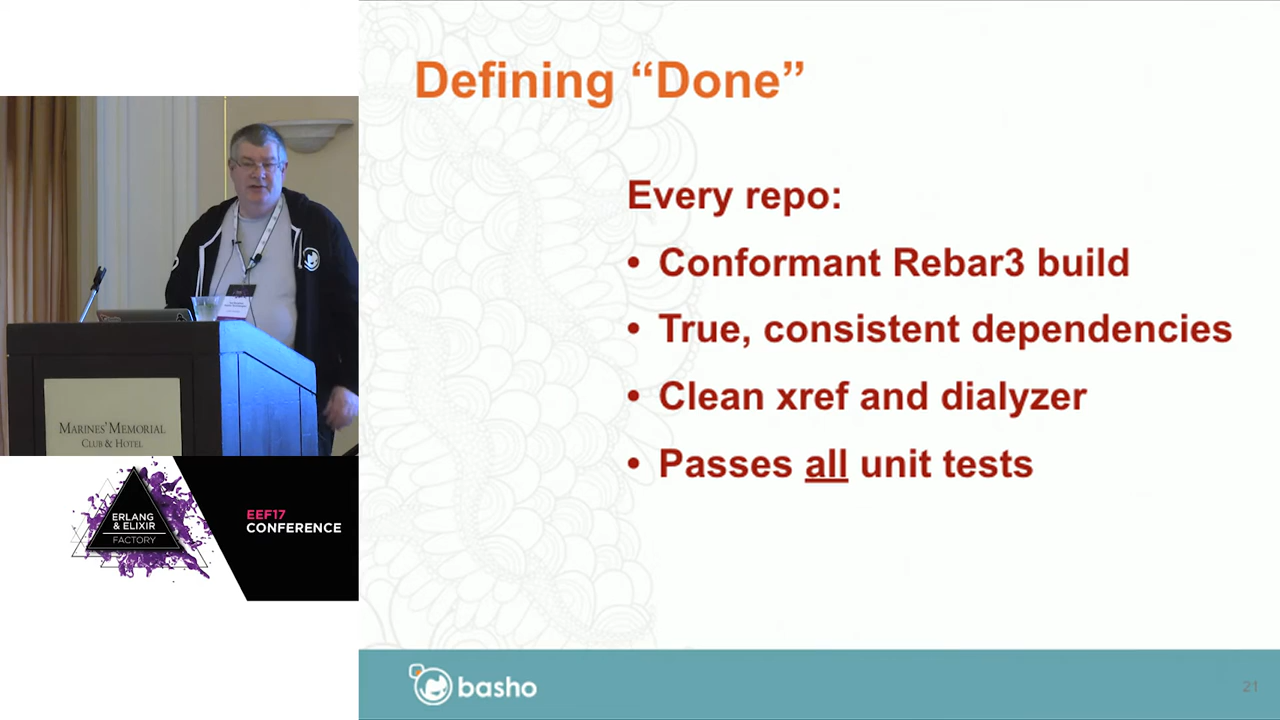 Defining “Done”
Every repo:
• Conformant Rebar3 build
• True, consistent dependencies
• Clean xref and dialyzer
• Passes all unit tests
MARINES' MEMORIAL
CLUB & HOTEL
ERLANG
& ELIXIR
FACTORY
EEF17
CONFERENCE
basho
21